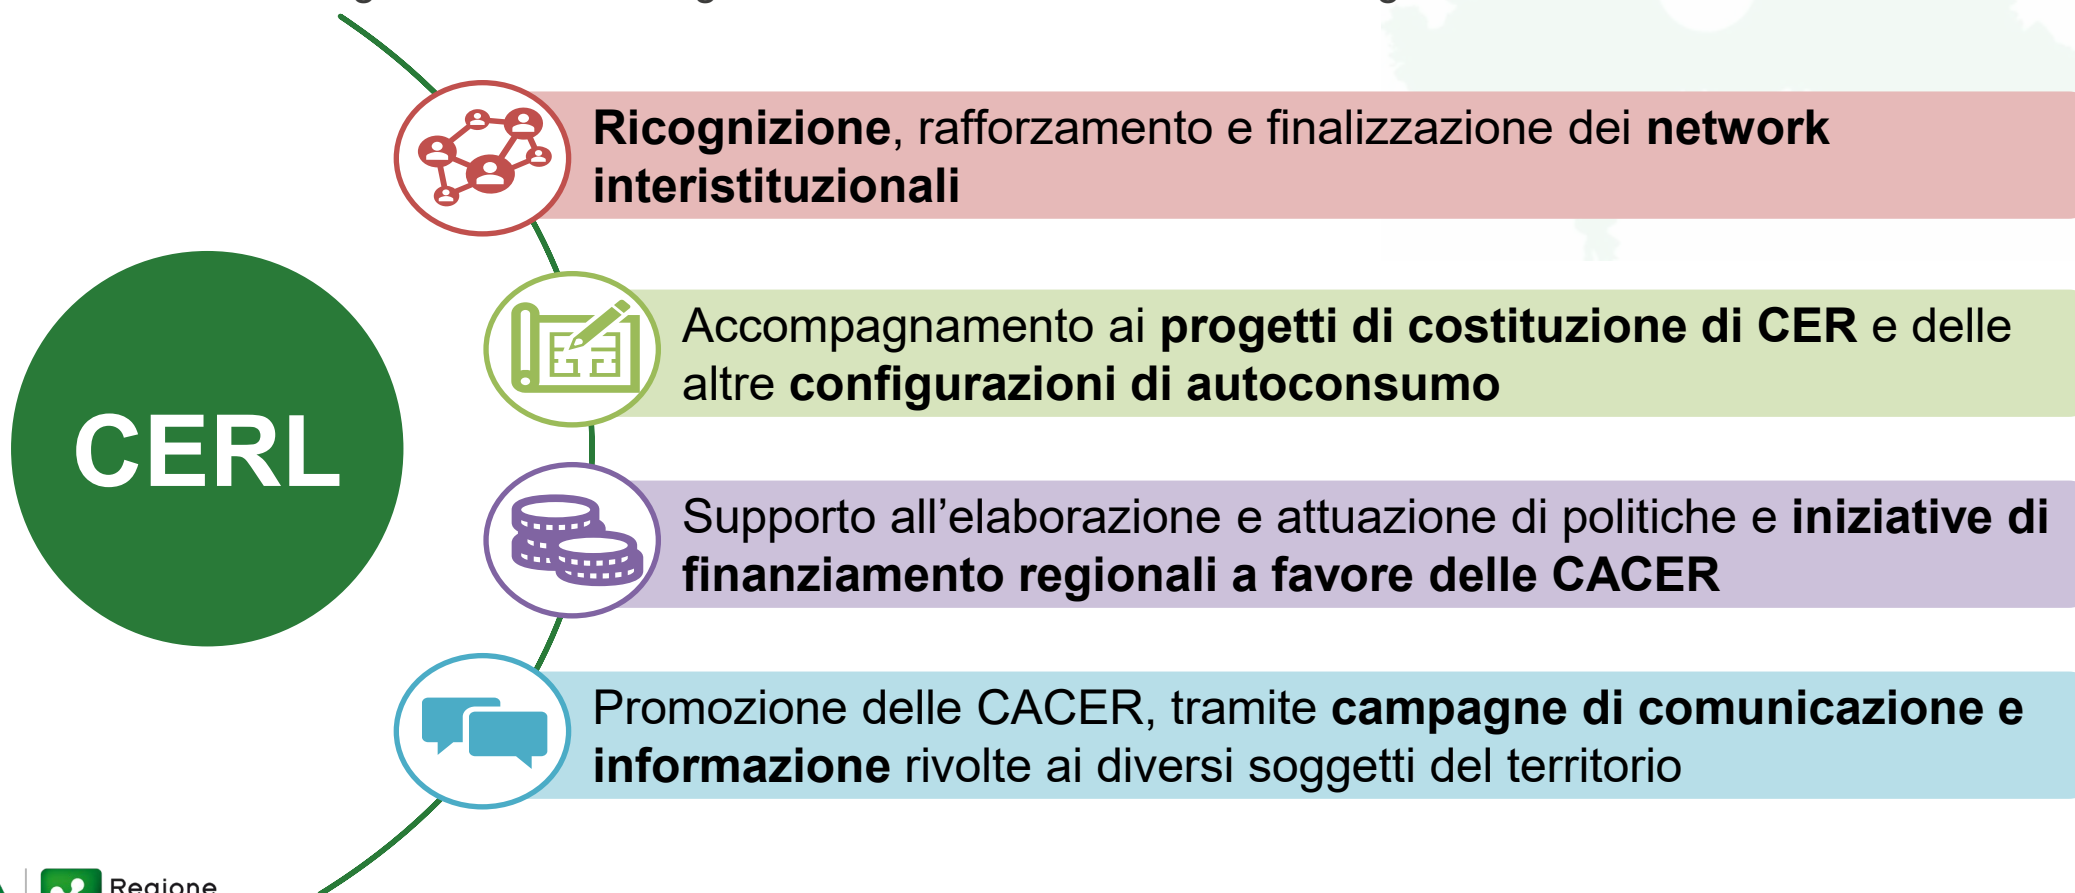 Ricognizione, rafforzamento e finalizzazione dei network
interistituzionali
Accompagnamento ai progetti di costituzione di CER e delle
altre configurazioni di autoconsumo
CERL
Supporto all’elaborazione e attuazione di politiche e iniziative di
finanziamento regionali a favore delle CACER
Promozione delle CACER, tramite campagne di comunicazione e
informazione rivolte ai diversi soggetti del territorio
Regione